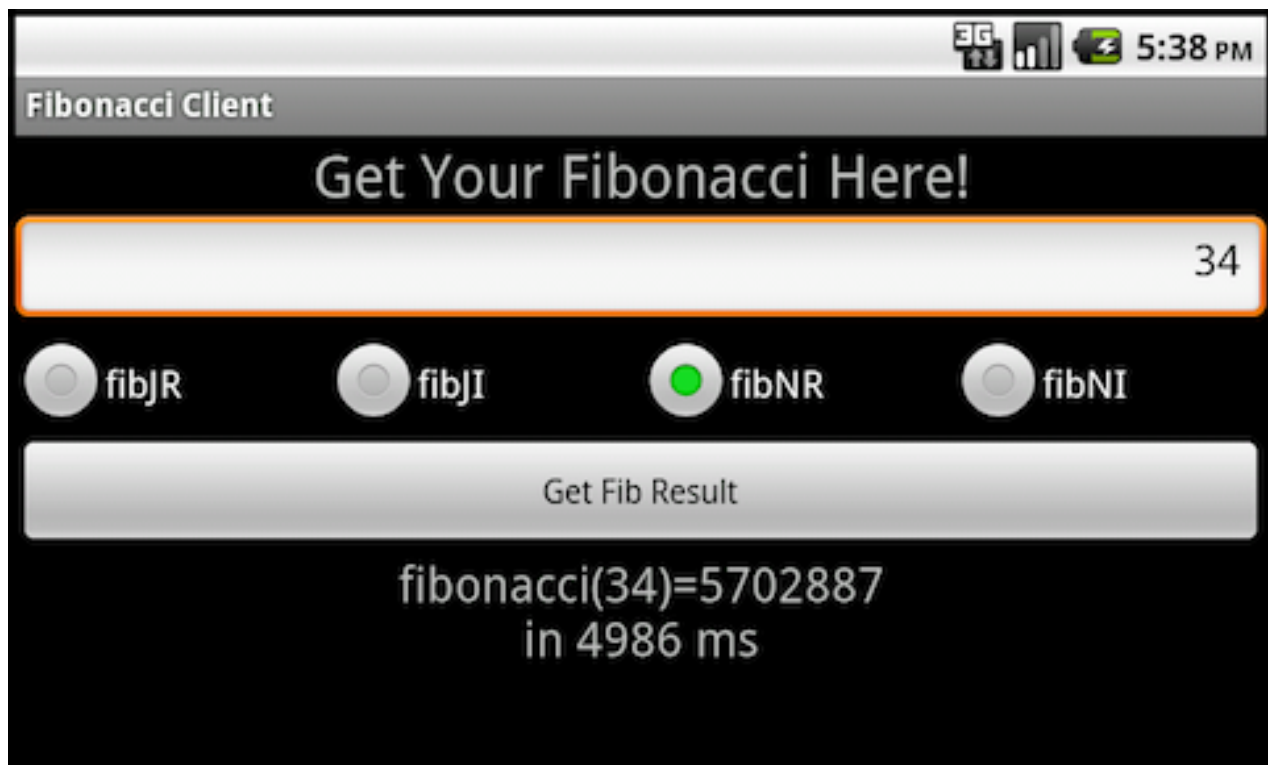 3G 5:38 PM
Fibonacci Client
Get Your Fibonacci Here!
34
fibJR fibJI fibNR fibNI
Get Fib Result
fibonacci(34)=5702887
in 4986 ms